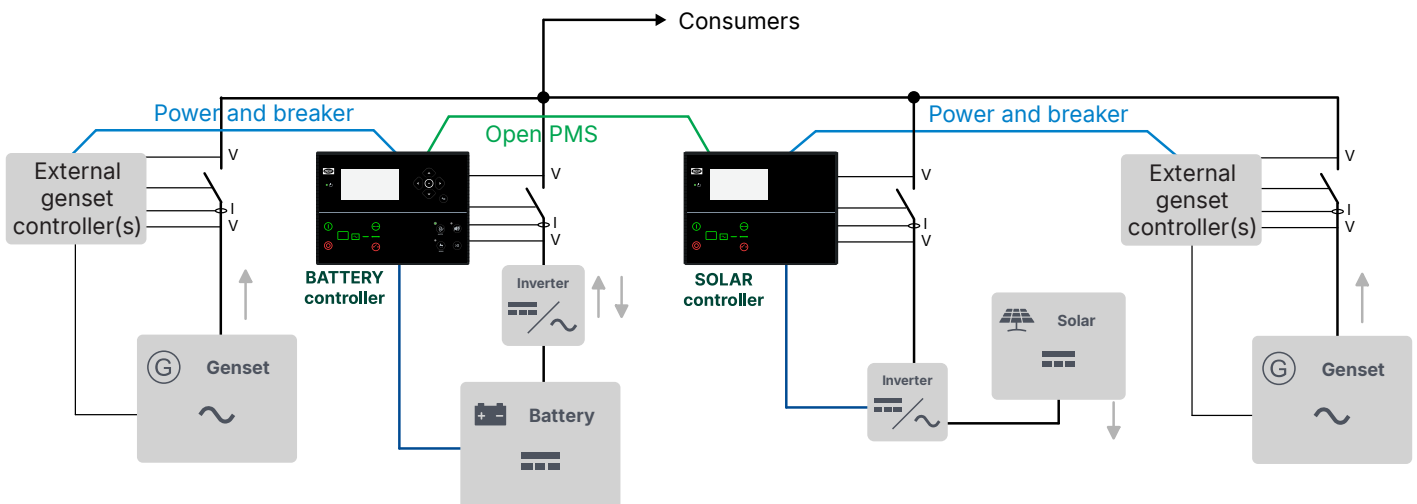 Consumers
Power and breaker
Open PMS
Power and breaker
External
genset
controller(s)
V
I
V
BATTERY
controller
V
I
V
SOLAR
controller
V
I
V
External
genset
controller(s)
V
I
V
Inverter
Inverter
Solar
G
Genset
Battery
G
Genset